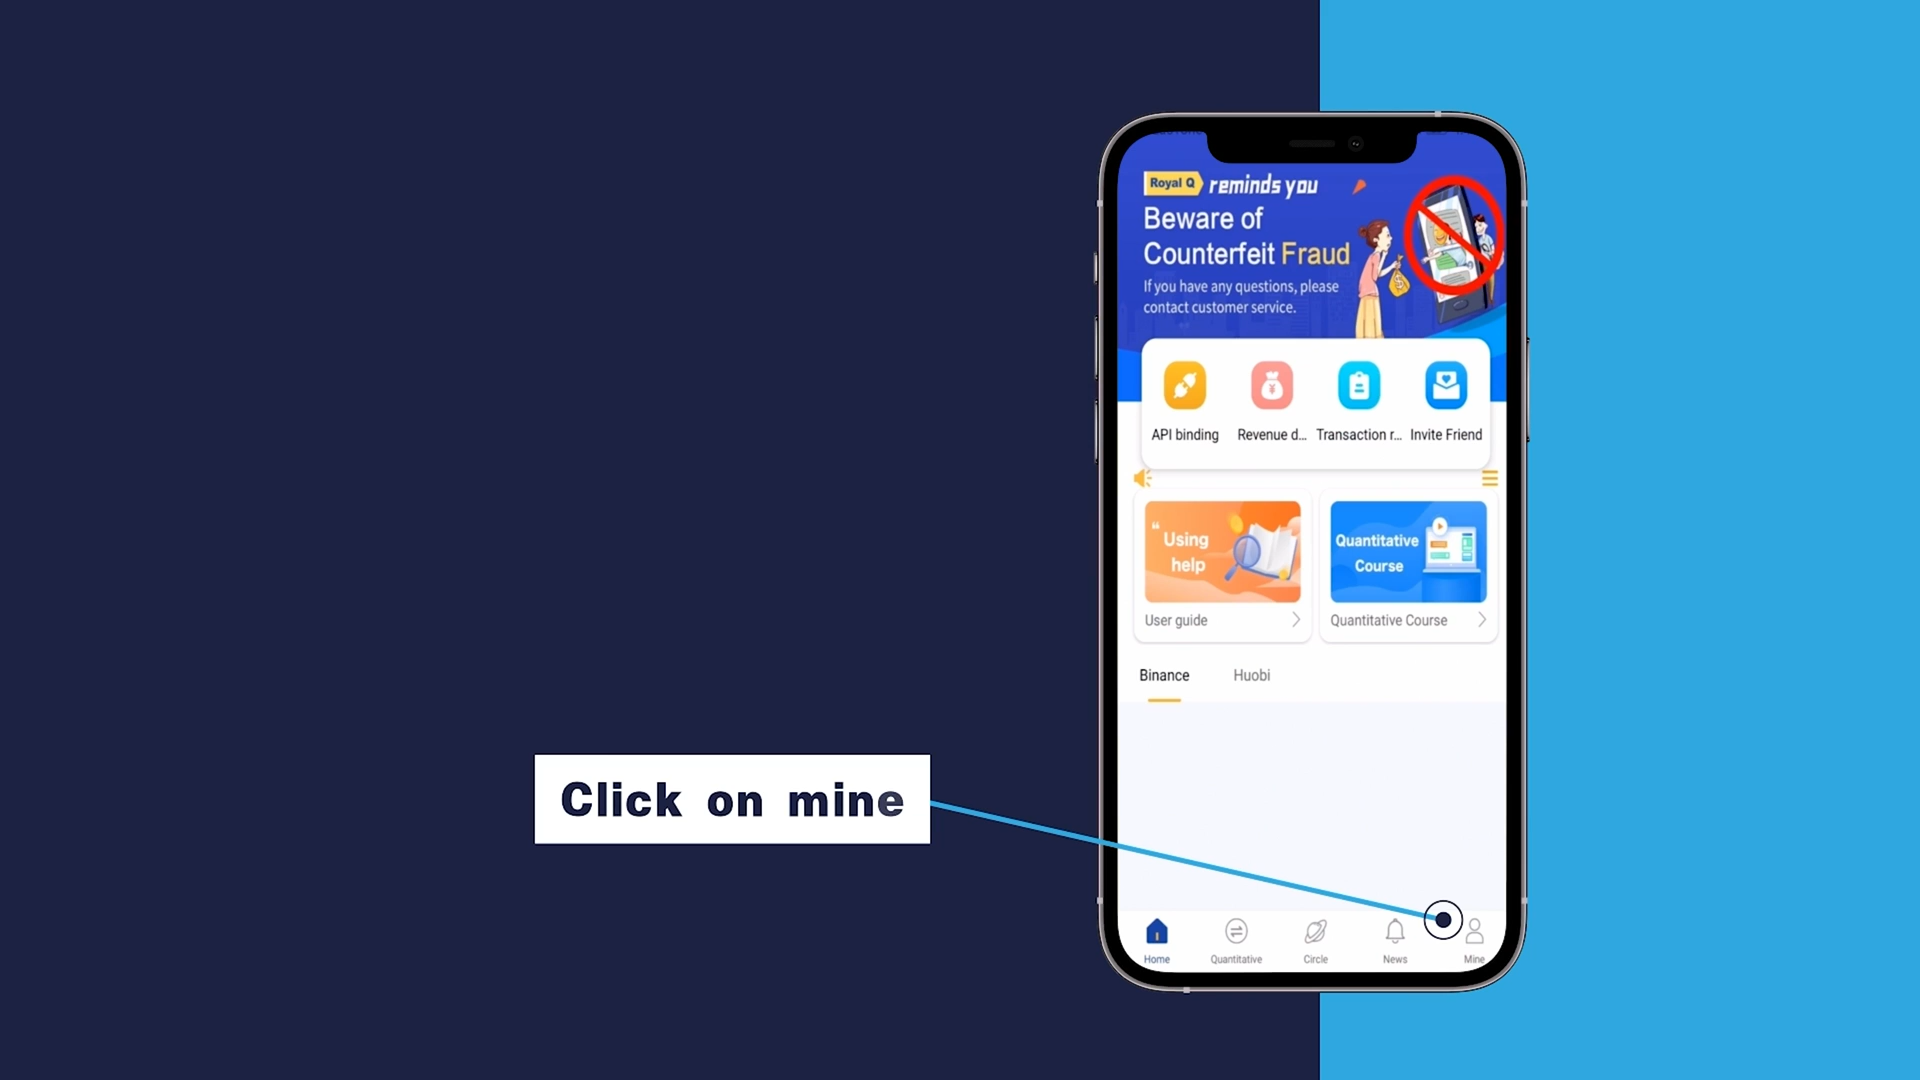 Royal Q reminds you
Beware of
Counterfeit Fraud
If you have any questions, please
contact customer service.
API binding
Revenue d...
Transaction r...
Invite Friend
Using
help
Quantitative
Course
User guide
Quantitative Course
Binance
Huobi
Click on mine
Home
Quantitative
Circle
News
Mine